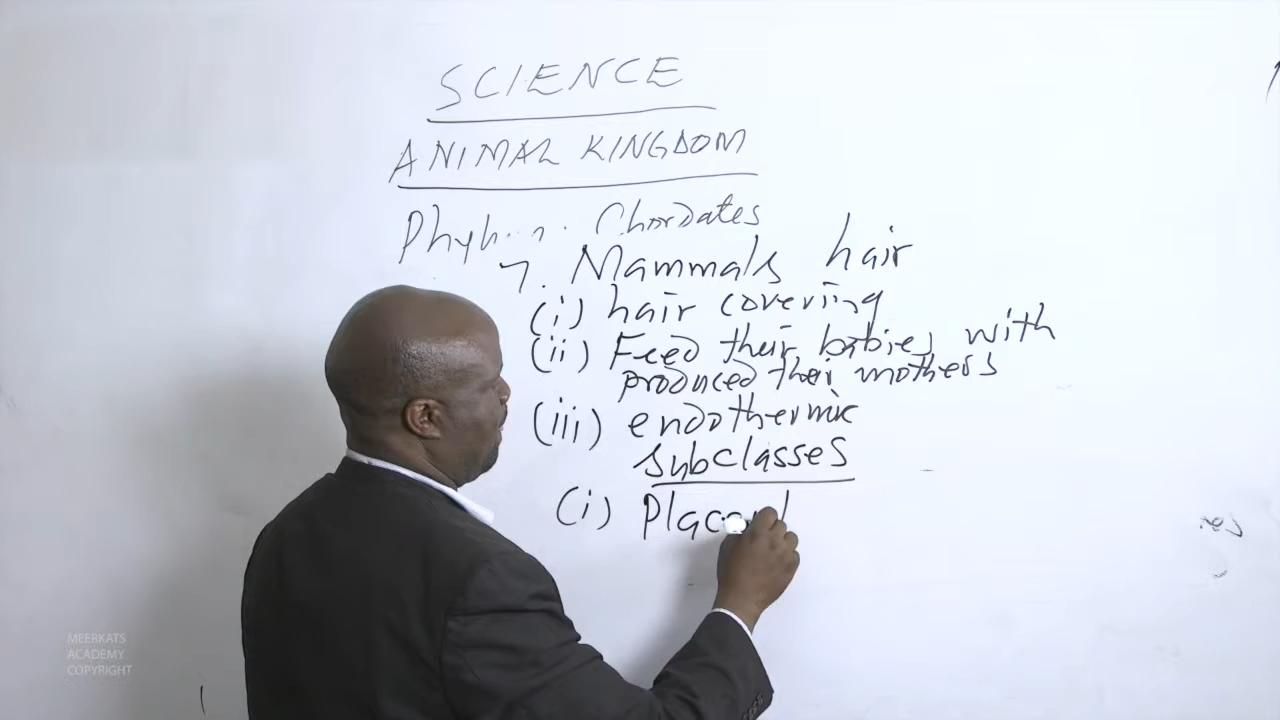 SCIENCE
ANIMAL KINGDOM
Chordates
7. Mammals hair
(i) hair covering
(ii) Feed their babies with
produced their mothers
(iii) endothermic
subclasses
(i)
MEERKATS
ACADEMY
COPYRIGHT